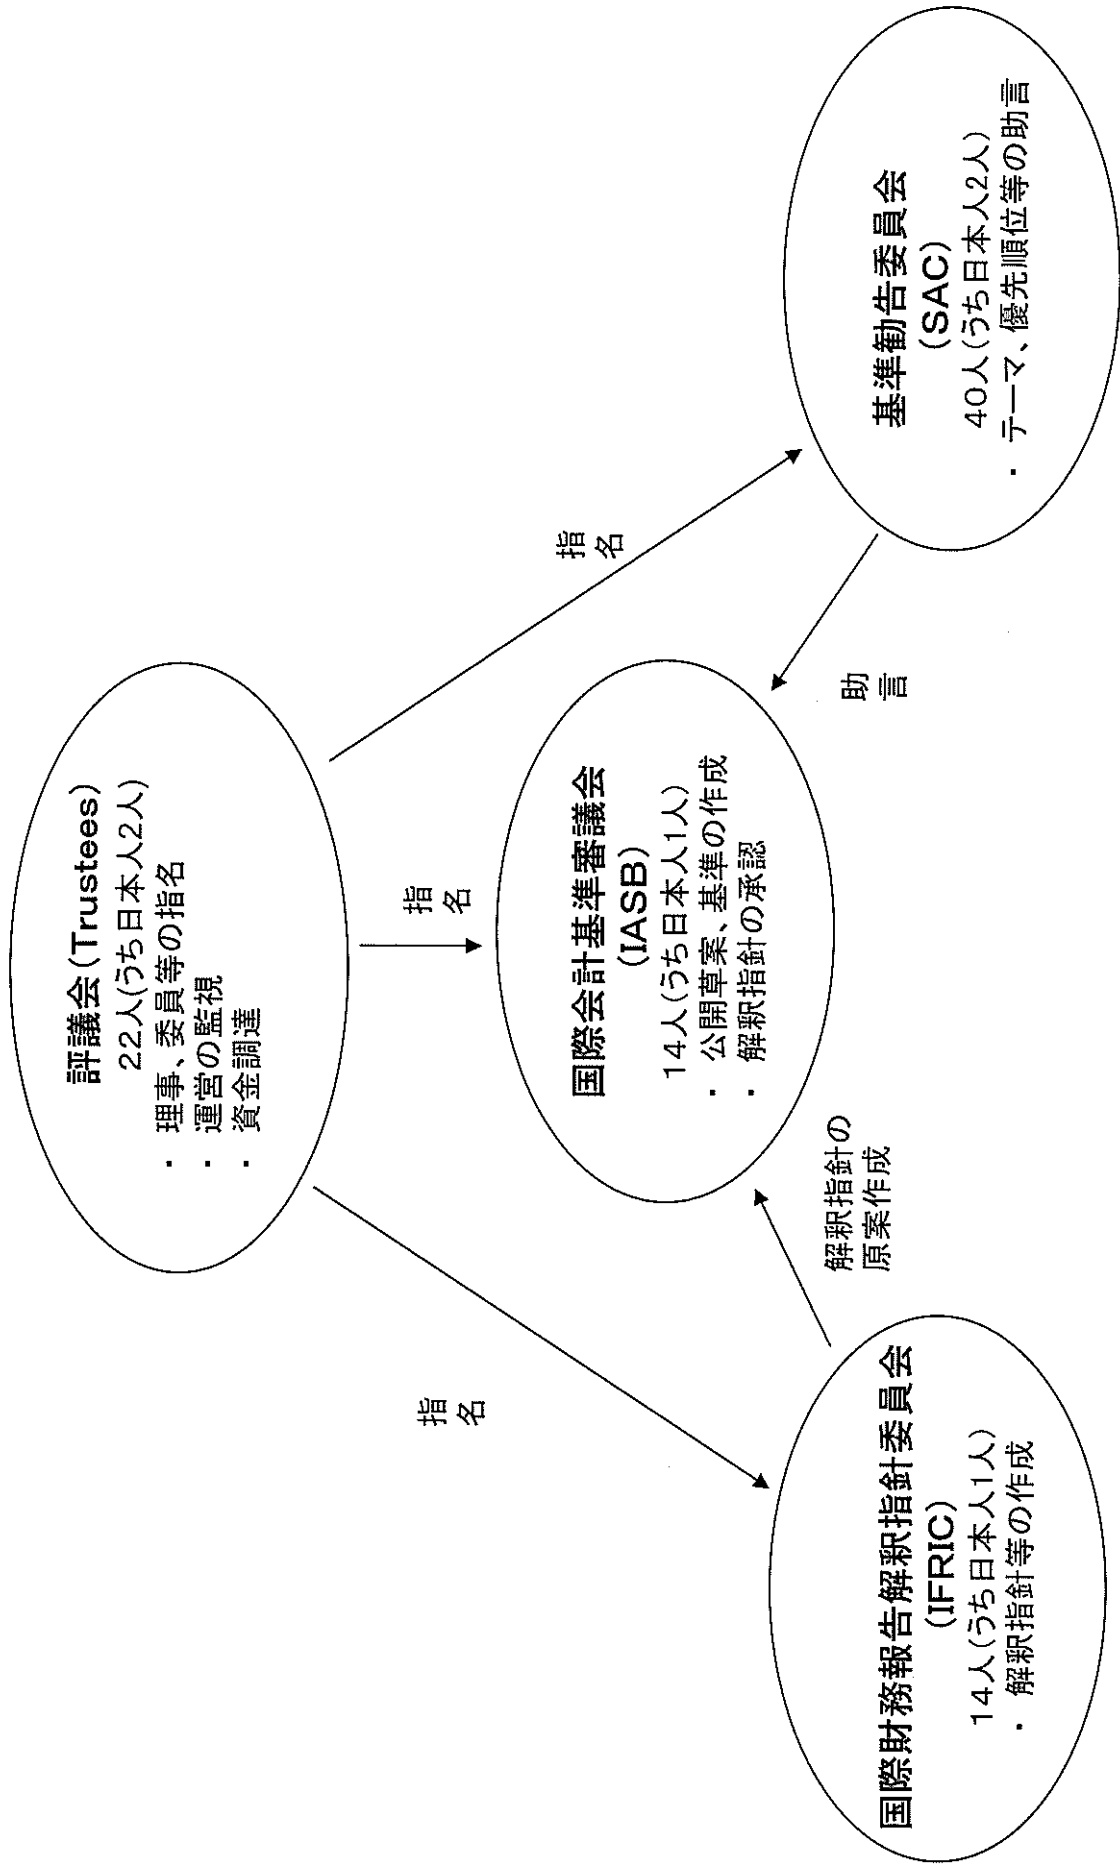 評議会(Trustees)
22人(うち日本人2人)
・ 理事、委員等の指名
・ 運営の監視
・ 資金調達
指
名
指
名
指
名
国際会計基準審議会
(IASB)
14人(うち日本人1人)
・ 公開草案、基準の作成
・ 解釈指針の承認
解釈指針の
原案作成
助
言
国際財務報告解釈指針委員会
(IFRIC)
14人(うち日本人1人)
・ 解釈指針等の作成
基準勧告委員会
(SAC)
40人(うち日本人2人)
・ テーマ、優先順位等の助言